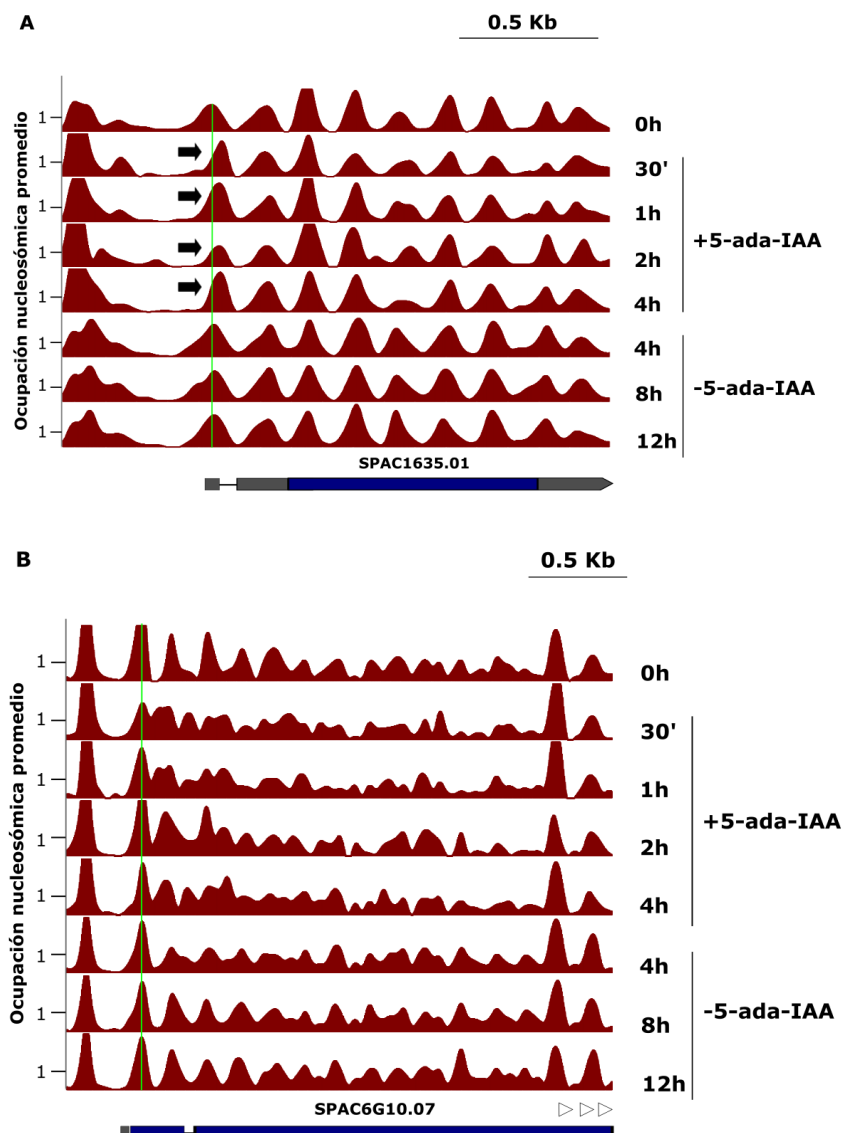 A
0.5 Kb
Ocupación nucleosómica promedio
1
0h
1
30'
1
1h
1
2h
1
4h
+5-ada-IAA
1
4h
1
8h
1
12h
-5-ada-IAA
SPAC1635.01
B
0.5 Kb
Ocupación nucleosómica promedio
1
0h
1
30'
1
1h
1
2h
1
4h
+5-ada-IAA
1
4h
1
8h
1
12h
-5-ada-IAA
SPAC6G10.07